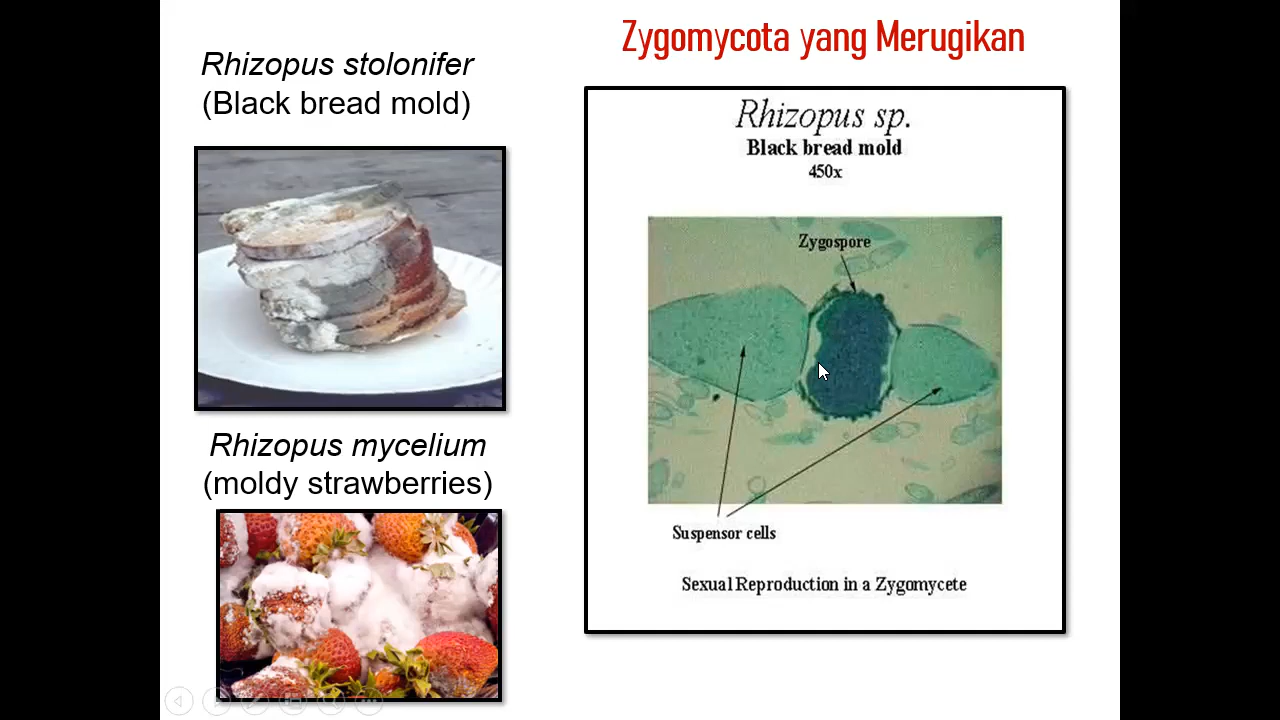 Zygomycota yang Merugikan
Rhizopus stolonifer
(Black bread mold)
Rhizopus mycelium
(moldy strawberries)
Rhizopus sp.
Black bread mold
450x
Zygospore
Suspensor cells
Sexual Reproduction in a Zygomycete